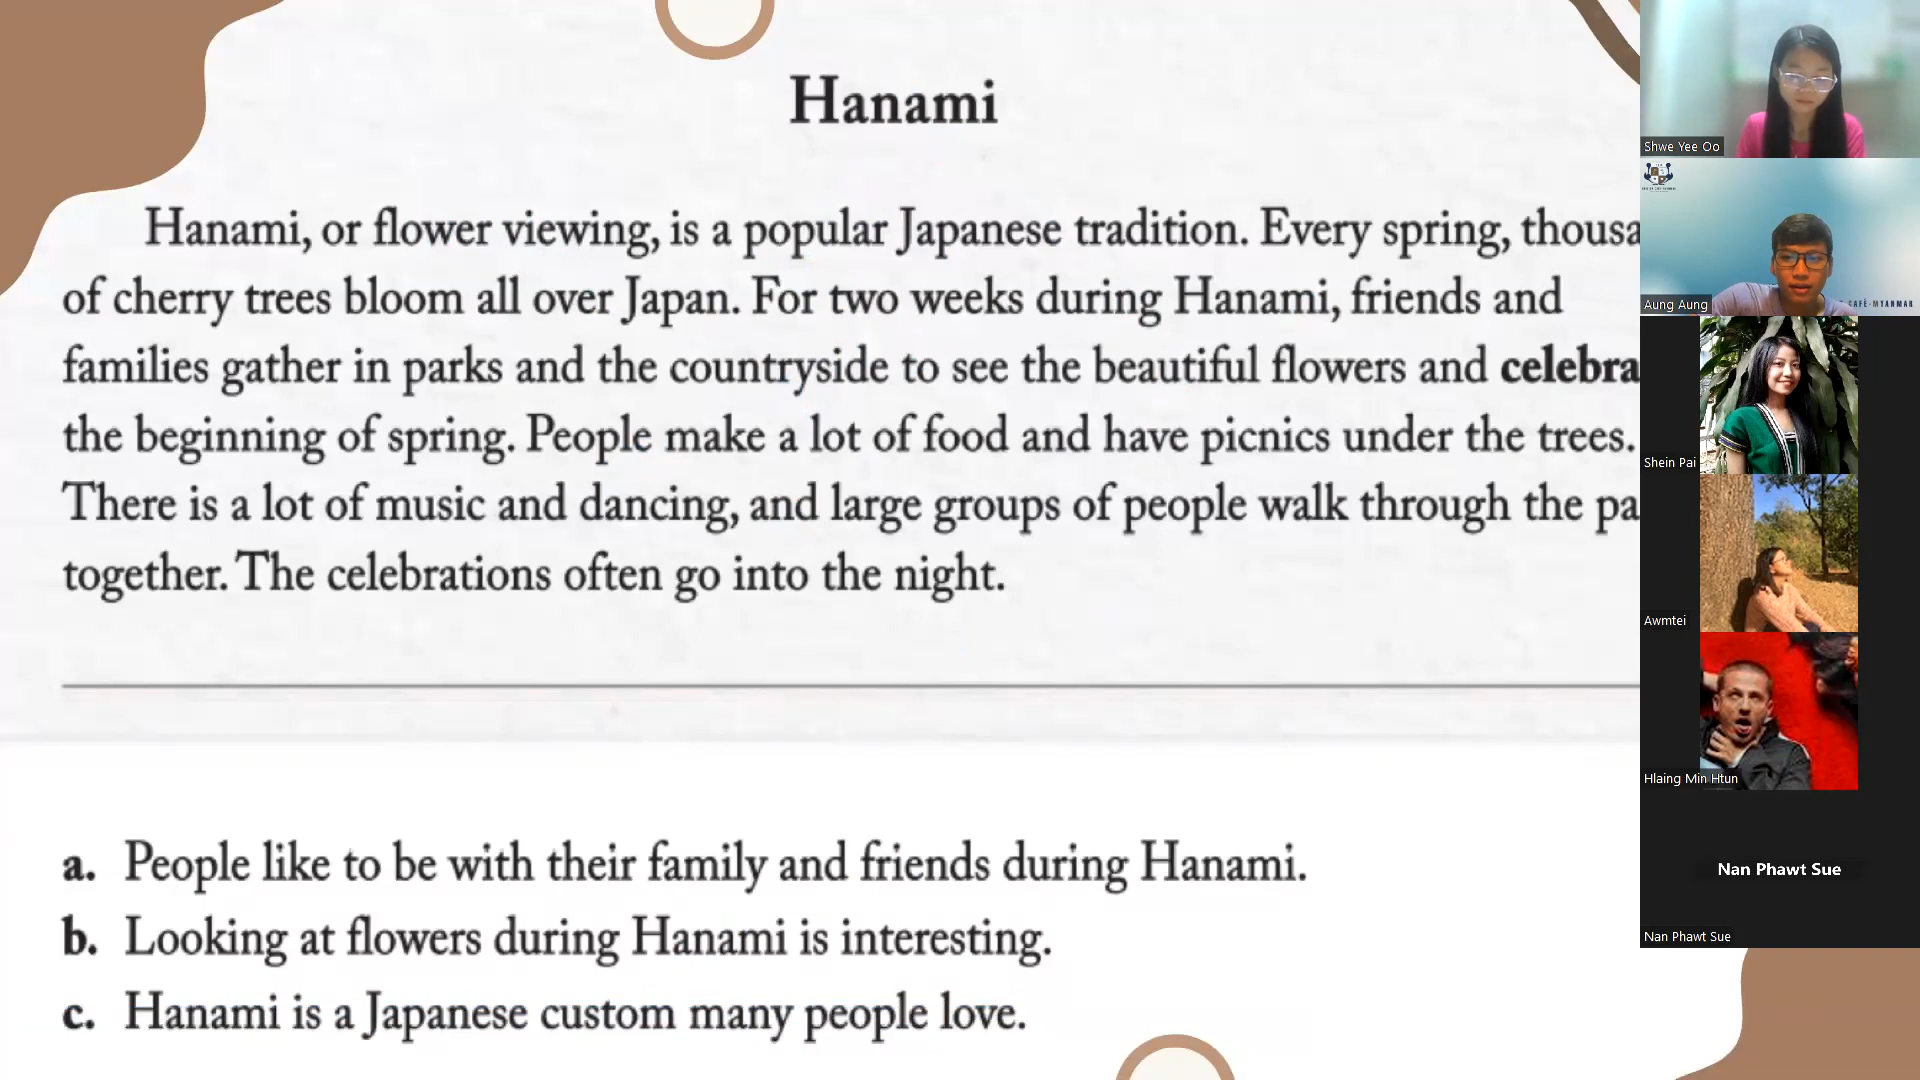 Hanami
Hanami, or flower viewing, is a popular Japanese tradition. Every spring,
of cherry trees bloom all over Japan. For two weeks during Hanami, friends and
families gather in parks and the countryside to see the beautiful flowers and
the beginning of spring. People make a lot of food and have picnics under the trees.
There is a lot of music and dancing, and large groups of people walk through the
together. The celebrations often go into the night.
a. People like to be with their family and friends during Hanami.
b. Looking at flowers during Hanami is interesting.
c. Hanami is a Japanese custom many people love.
Shwe Yee Oo
CAFÉ-MYANMAR
Aung Aung
Shein Pai
Awmtei
Hlaing Min Htun
Nan Phawt Sue
Nan Phawt Sue